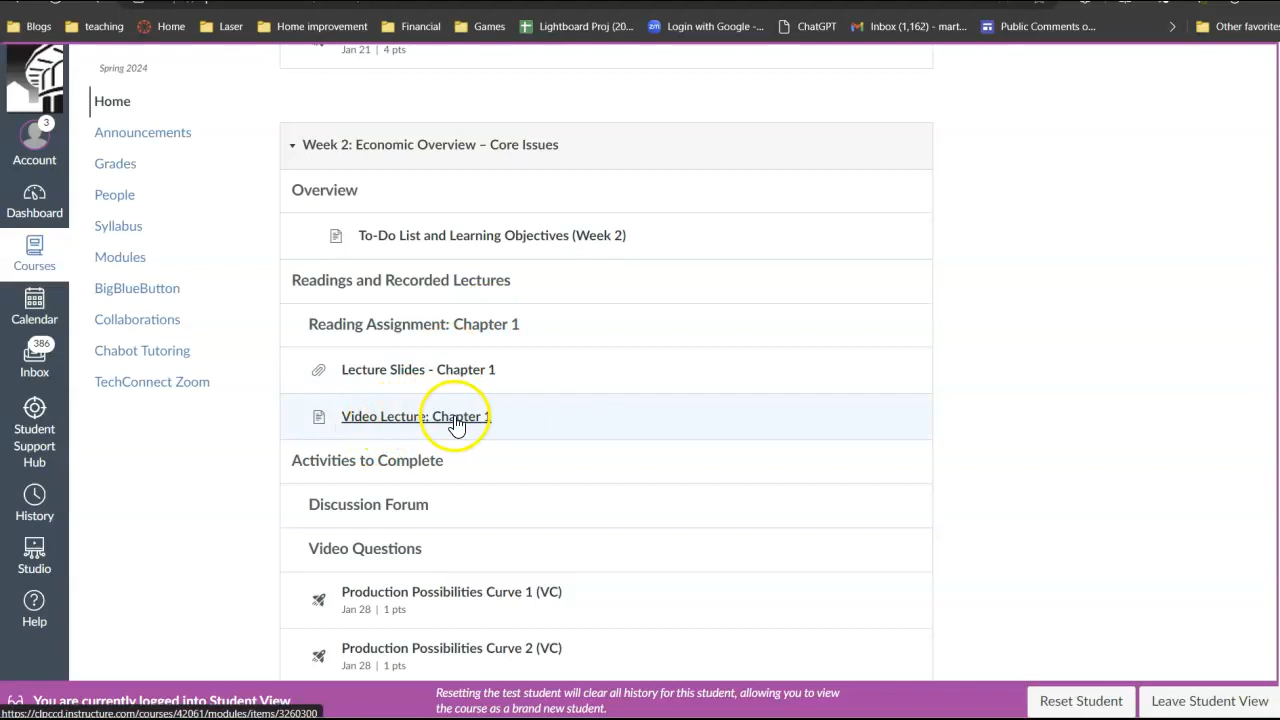 Blogs
teaching
Home
Laser
Home improvement
Financial
Games
Lightboard Proj (20...
Login with Google -...
ChatGPT
Inbox (1,162) - mart...
Public Comments o...
Other favorite
Jan 21 | 4 pts
Spring 2024
Home
Announcements
Grades
People
Syllabus
Modules
BigBlueButton
Collaborations
Chabot Tutoring
TechConnect Zoom
3
Account
Dashboard
Courses
Calendar
386
Inbox
Student
Support
Hub
History
Studio
Help
Week 2: Economic Overview – Core Issues
Overview
To-Do List and Learning Objectives (Week 2)
Readings and Recorded Lectures
Reading Assignment: Chapter 1
Lecture Slides - Chapter 1
Video Lecture: Chapter 1
Activities to Complete
Discussion Forum
Video Questions
Production Possibilities Curve 1 (VC)
Jan 28 | 1 pts
Production Possibilities Curve 2 (VC)
Jan 28 | 1 pts
You are currently logged into Student View
Resetting the test student will clear all history for this student, allowing you to view
the course as a brand new student.
Reset Student
Leave Student View
https://clpccd.instructure.com/courses/42061/modules/items/3260300